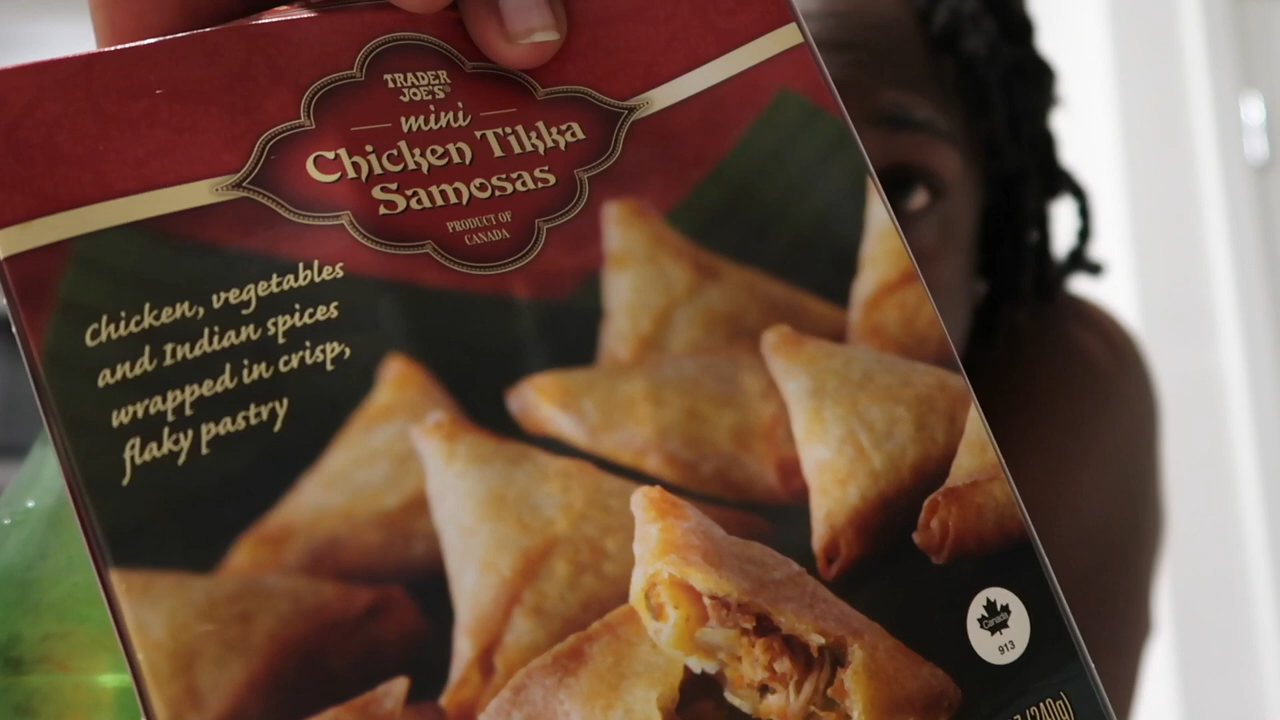 TRADER
JOE'S®
mini
Chicken Tikka
Samosas
PRODUCT OF
CANADA
Chicken, vegetables
and Indian spices
wrapped in crisp,
flaky pastry
Canada
913
(240g)